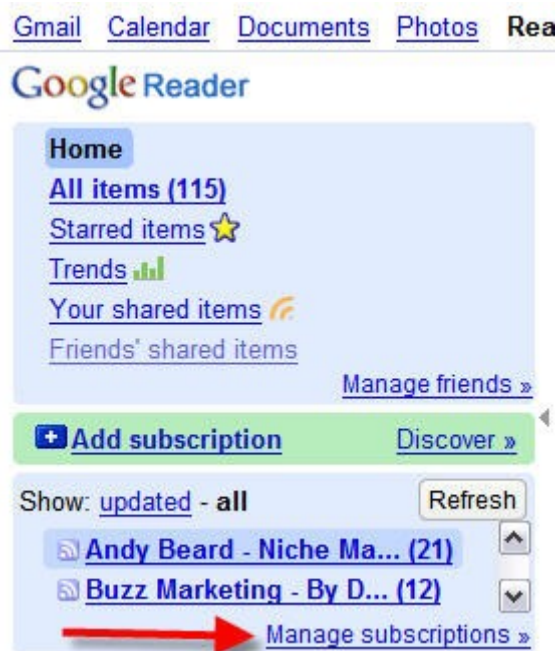 Gmail Calendar Documents Photos Rea
Google Reader
Home
All items (115)
Starred items
Trends
Your shared items
Friends' shared items
Manage friends »
Add subscription Discover »
Show: updated - all Refresh
Andy Beard - Niche Ma... (21)
Buzz Marketing - By D... (12)
Manage subscriptions »